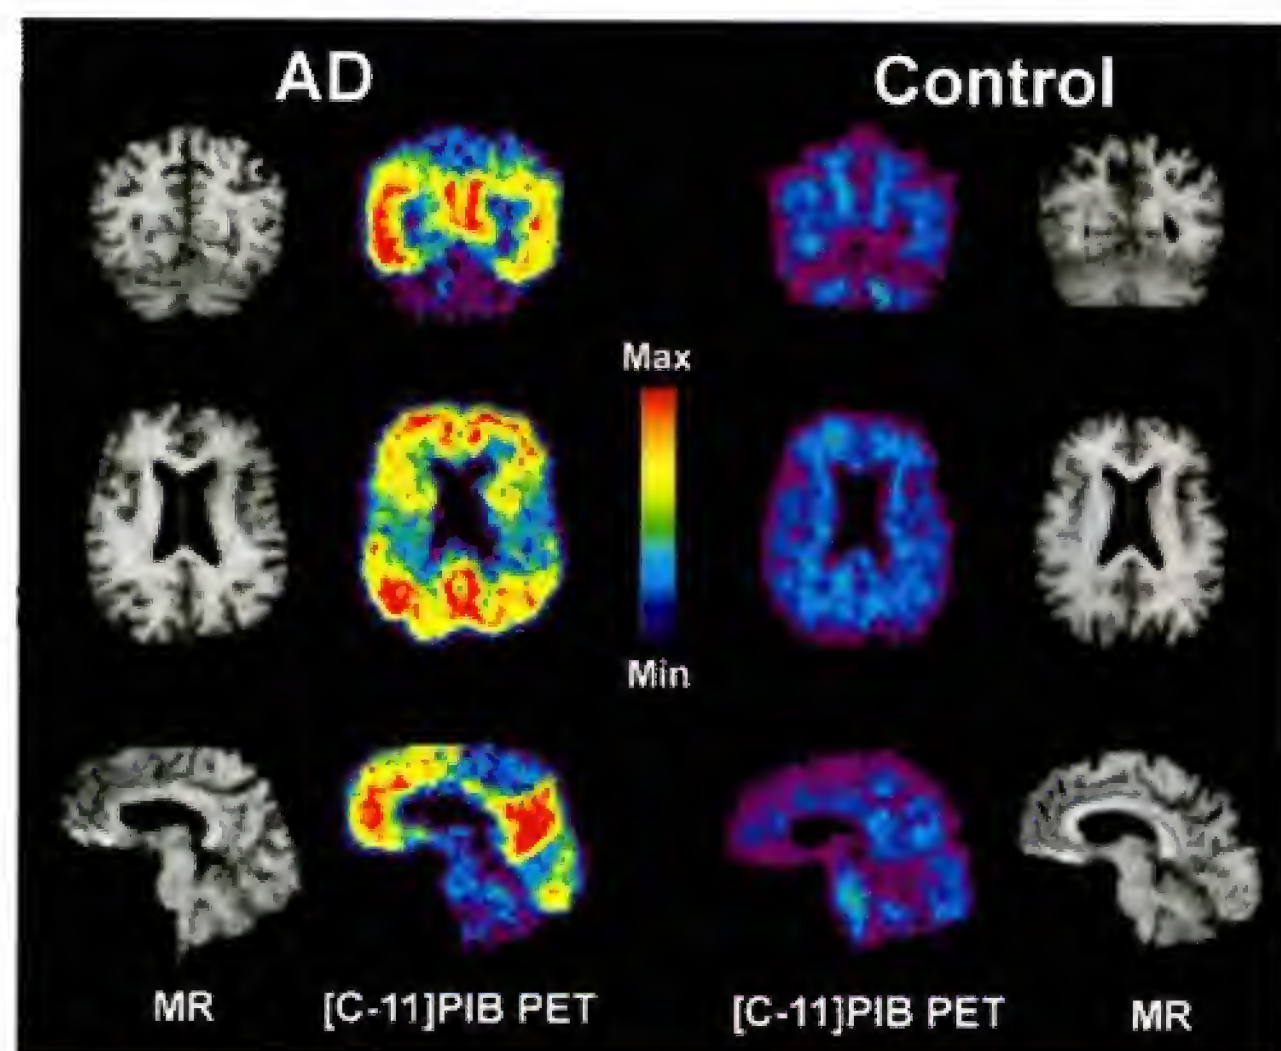 AD
Control
Max
Min
MR
[C-11]PIB PET
[C-11]PIB PET
MR